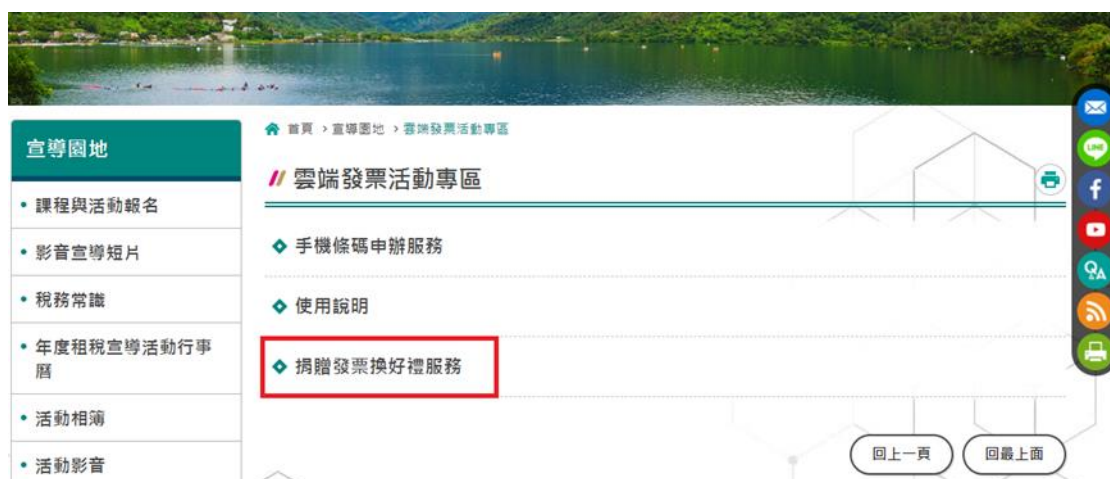 宣導園地
課程與活動報名
影音宣導短片
稅務常識
年度租稅宣導活動行事
曆
活動相簿
活動影音
首頁 › 宣導園地 › 雲端發票活動專區
// 雲端發票活動專區
手機條碼申辦服務
使用說明
捐贈發票換好禮服務
回上一頁
回最上面
LINE
f
Q&A